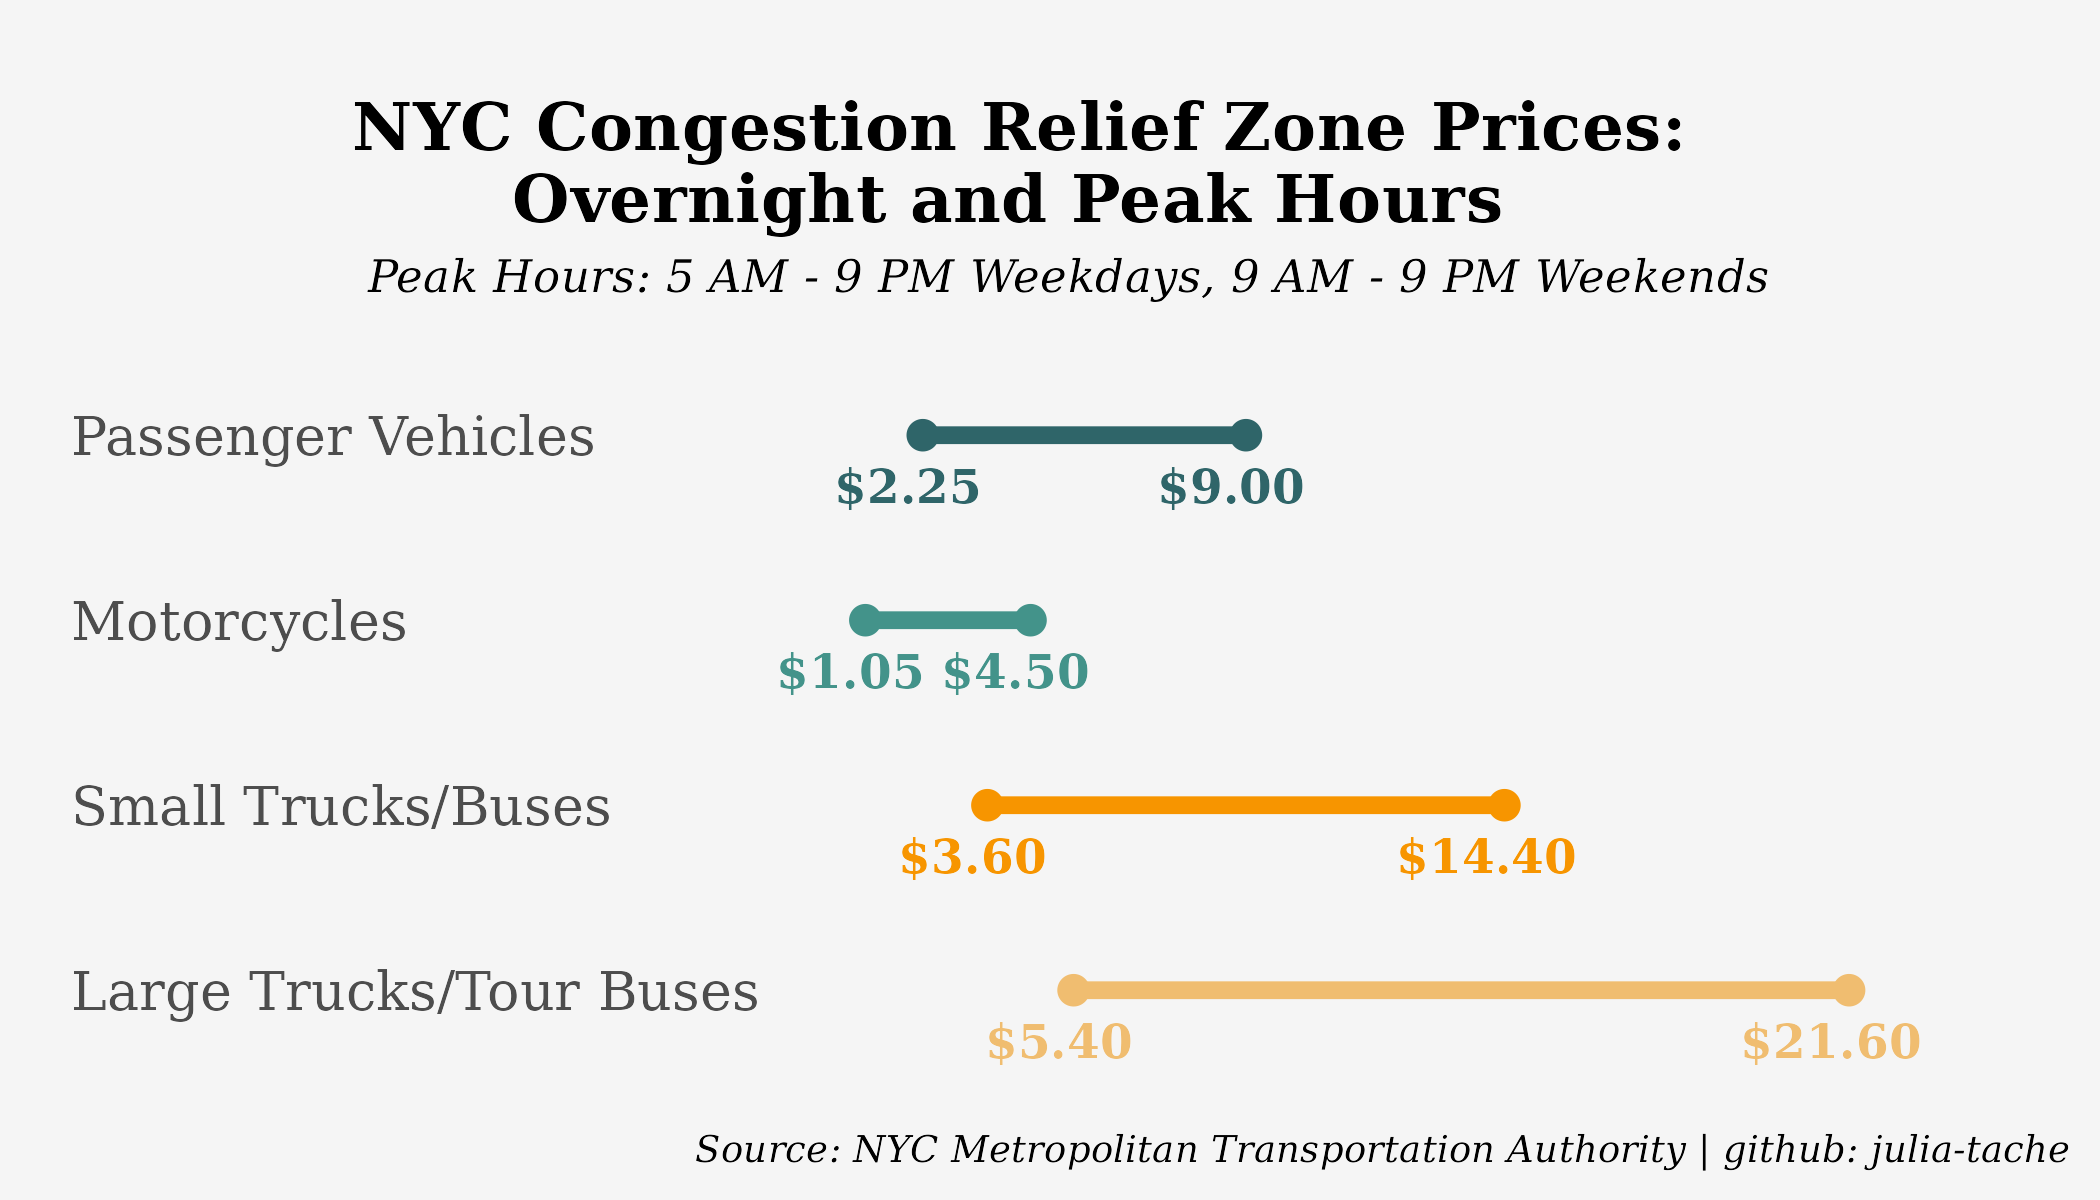 NYC Congestion Relief Zone Prices:
Overnight and Peak Hours
Peak Hours: 5 AM - 9 PM Weekdays, 9 AM - 9 PM Weekends
Passenger Vehicles
$2.25 $9.00
Motorcycles
$1.05 $4.50
Small Trucks/Buses
$3.60 $14.40
Large Trucks/Tour Buses
$5.40 $21.60
Source: NYC Metropolitan Transportation Authority | github: julia-tache